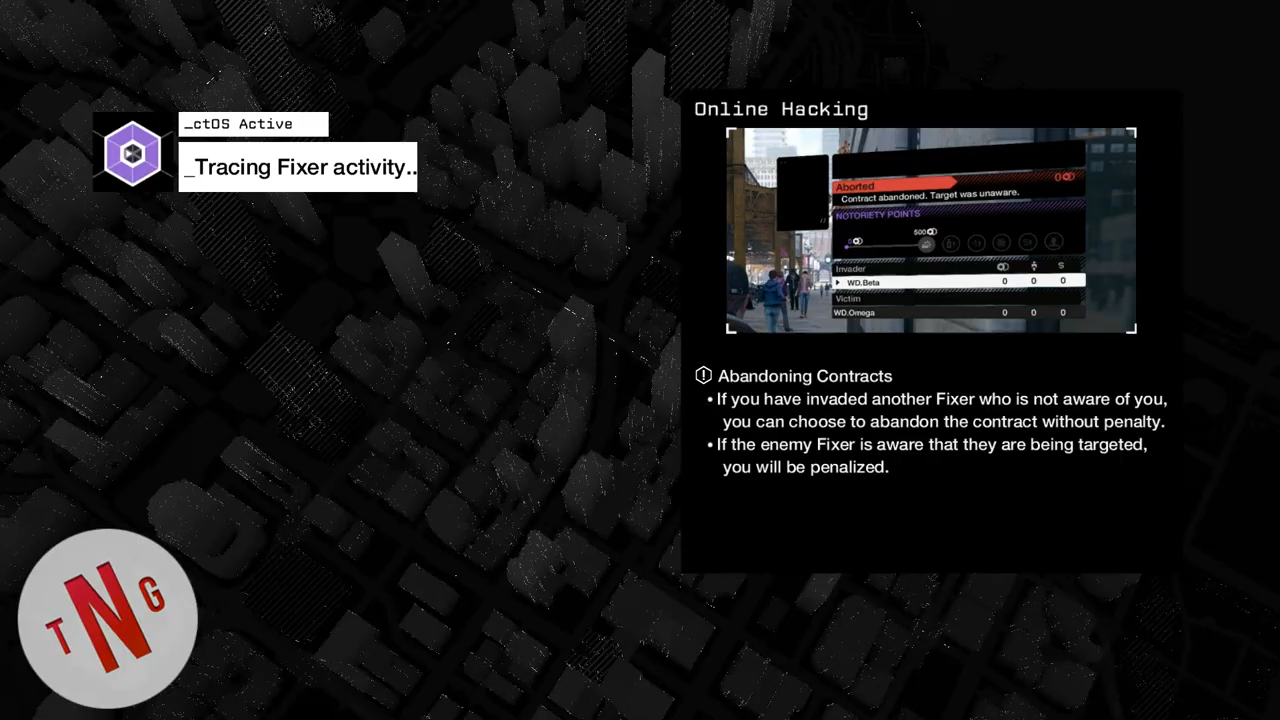 _ctOS Active
_Tracing Fixer activity..
Online Hacking
Aborted
0
Contract abandoned. Target was unaware.
NOTORIETY POINTS
0
500
Invader
S
WD.Beta
0 0 0
Victim
WD.Omega
0 0 0
Abandoning Contracts
• If you have invaded another Fixer who is not aware of you,
you can choose to abandon the contract without penalty.
• If the enemy Fixer is aware that they are being targeted,
you will be penalized.
T N G